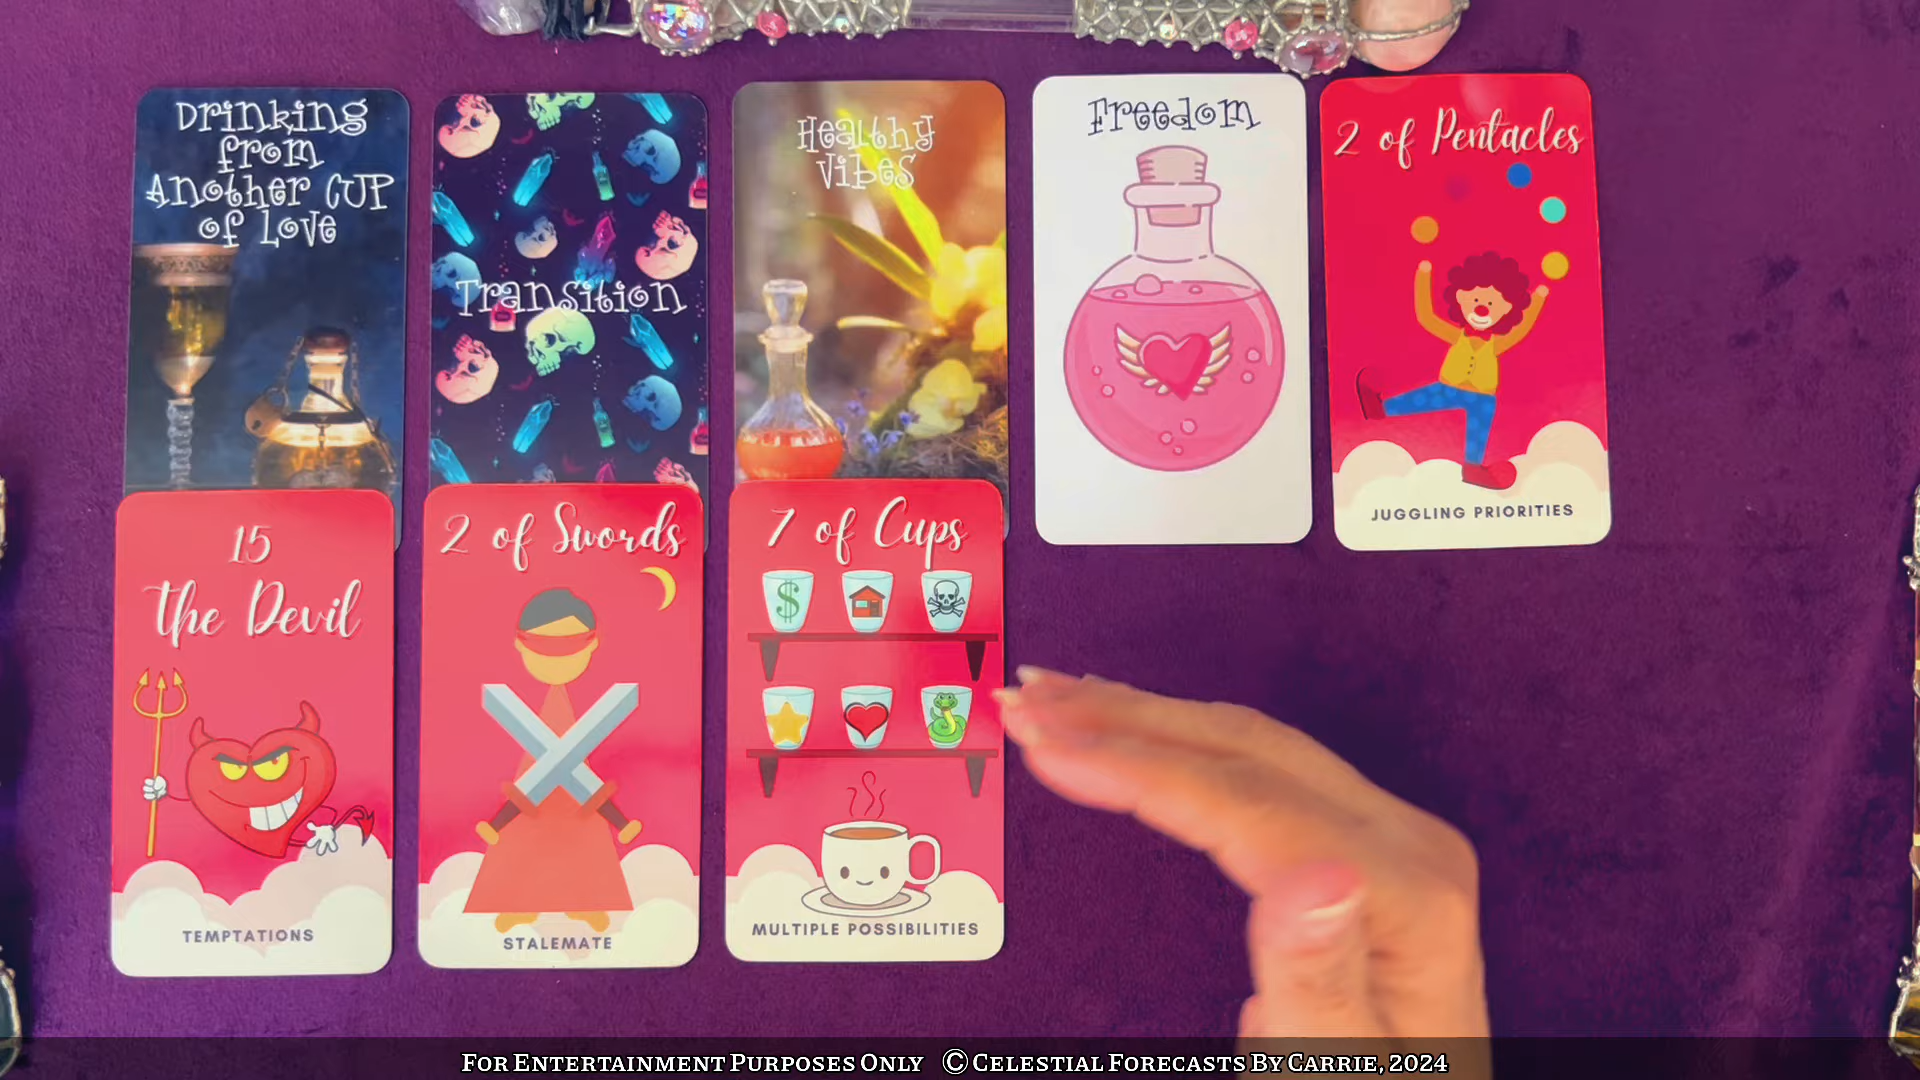 Drinking
from
Another CUP
of Love
Transition
Healthy
Vibes
Freedom
2 of Pentacles
JUGGLING PRIORITIES
15
the Devil
TEMPTATIONS
2 of Swords
STALEMATE
7 of Cups
$
MULTIPLE POSSIBILITIES
For Entertainment Purposes Only © Celestial Forecasts By Carrie, 2024